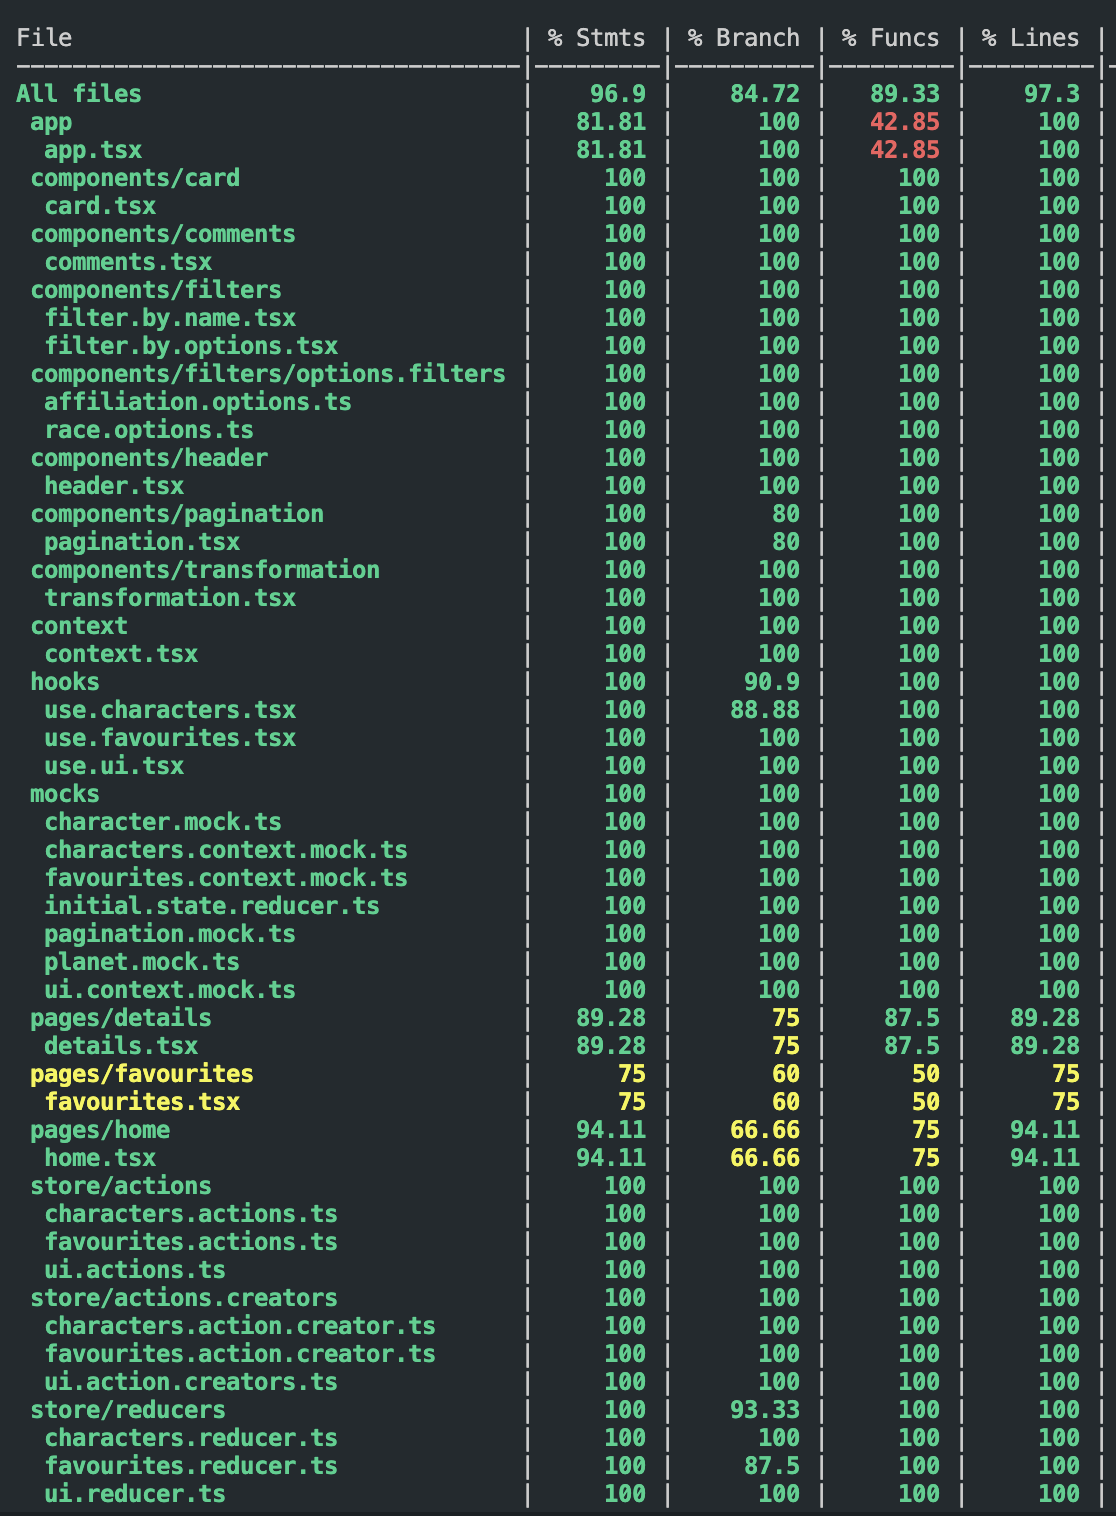 File | % Stmts | % Branch | % Funcs | % Lines |
All files | 96.9 | 84.72 | 89.33 | 97.3 |
app | 81.81 | 100 | 42.85 | 100 |
app.tsx | 81.81 | 100 | 42.85 | 100 |
components/card | 100 | 100 | 100 | 100 |
card.tsx | 100 | 100 | 100 | 100 |
components/comments | 100 | 100 | 100 | 100 |
comments.tsx | 100 | 100 | 100 | 100 |
components/filters | 100 | 100 | 100 | 100 |
filter.by.name.tsx | 100 | 100 | 100 | 100 |
filter.by.options.tsx | 100 | 100 | 100 | 100 |
components/filters/options.filters | 100 | 100 | 100 | 100 |
affiliation.options.ts | 100 | 100 | 100 | 100 |
race.options.ts | 100 | 100 | 100 | 100 |
components/header | 100 | 100 | 100 | 100 |
header.tsx | 100 | 100 | 100 | 100 |
components/pagination | 100 | 80 | 100 | 100 |
pagination.tsx | 100 | 80 | 100 | 100 |
components/transformation | 100 | 100 | 100 | 100 |
transformation.tsx | 100 | 100 | 100 | 100 |
context | 100 | 100 | 100 | 100 |
context.tsx | 100 | 100 | 100 | 100 |
hooks | 100 | 90.9 | 100 | 100 |
use.characters.tsx | 100 | 88.88 | 100 | 100 |
use.favourites.tsx | 100 | 100 | 100 | 100 |
use.ui.tsx | 100 | 100 | 100 | 100 |
mocks | 100 | 100 | 100 | 100 |
character.mock.ts | 100 | 100 | 100 | 100 |
characters.context.mock.ts | 100 | 100 | 100 | 100 |
favourites.context.mock.ts | 100 | 100 | 100 | 100 |
initial.state.reducer.ts | 100 | 100 | 100 | 100 |
pagination.mock.ts | 100 | 100 | 100 | 100 |
planet.mock.ts | 100 | 100 | 100 | 100 |
ui.context.mock.ts | 100 | 100 | 100 | 100 |
pages/details | 89.28 | 75 | 87.5 | 89.28 |
details.tsx | 89.28 | 75 | 87.5 | 89.28 |
pages/favourites | 75 | 60 | 50 | 75 |
favourites.tsx | 75 | 60 | 50 | 75 |
pages/home | 94.11 | 66.66 | 75 | 94.11 |
home.tsx | 94.11 | 66.66 | 75 | 94.11 |
store/actions | 100 | 100 | 100 | 100 |
characters.actions.ts | 100 | 100 | 100 | 100 |
favourites.actions.ts | 100 | 100 | 100 | 100 |
ui.actions.ts | 100 | 100 | 100 | 100 |
store/actions.creators | 100 | 100 | 100 | 100 |
characters.action.creator.ts | 100 | 100 | 100 | 100 |
favourites.action.creator.ts | 100 | 100 | 100 | 100 |
ui.action.creators.ts | 100 | 100 | 100 | 100 |
store/reducers | 100 | 93.33 | 100 | 100 |
characters.reducer.ts | 100 | 100 | 100 | 100 |
favourites.reducer.ts | 100 | 87.5 | 100 | 100 |
ui.reducer.ts | 100 | 100 | 100 | 100 |